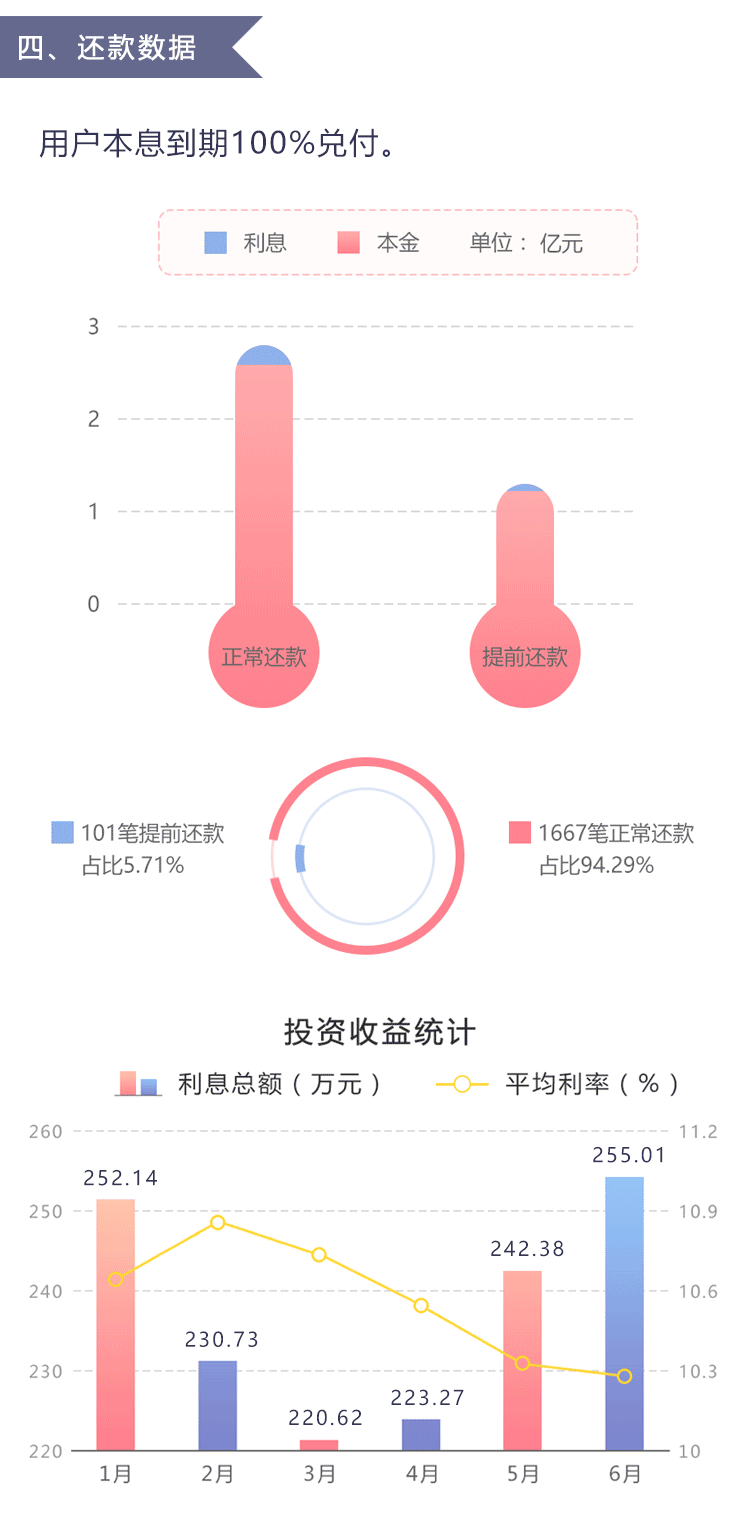 四、还款数据
用户本息到期100%兑付。
利息 本金 单位：亿元
3
2
1
0
正常还款 提前还款
101笔提前还款
占比5.71%
1667笔正常还款
占比94.29%
投资收益统计
利息总额（万元） 平均利率（%）
260 11.2
255.01
252.14
250 10.9
242.38
240 10.6
230.73
230 10.3
223.27
220.62
220 10
1月 2月 3月 4月 5月 6月